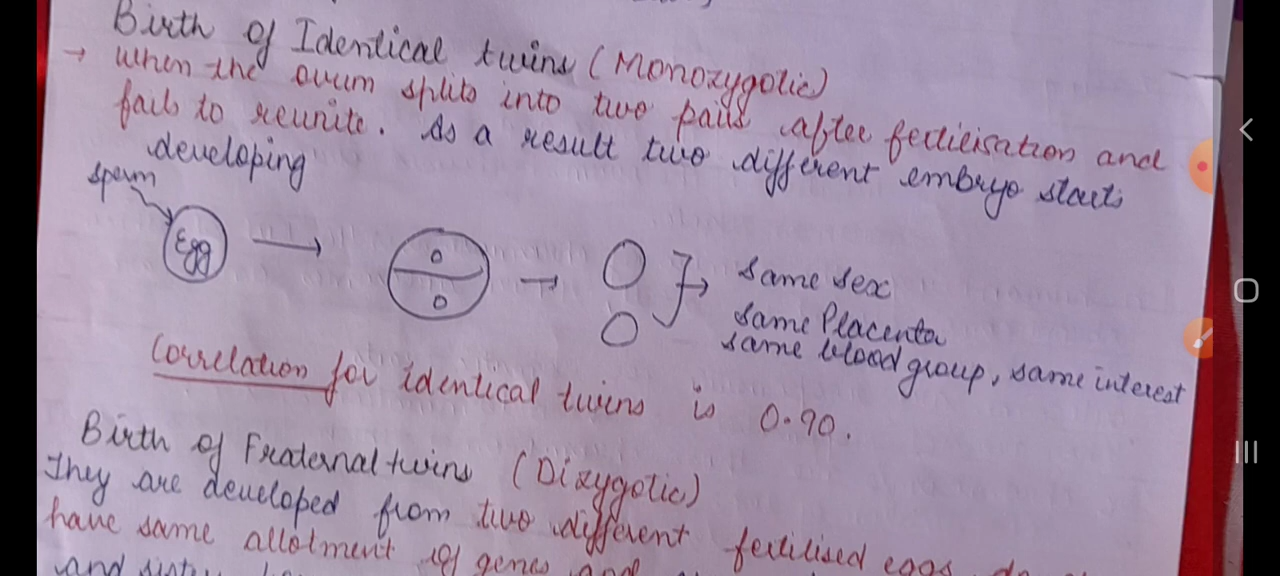 Birth of Identical twins (Monozygotic)
→ when the ovum splits into two pairs after fertilisation and
fails to reunite. As a result two different embryo starts
developing
sperm
Egg
same sex
same Placenta
same blood group, same interest
Correlation for identical twins is 0.90.
Birth of Fraternal twins (Dizygotic)
They are developed from two different fertilised eggs
have same allotment of genes and
and